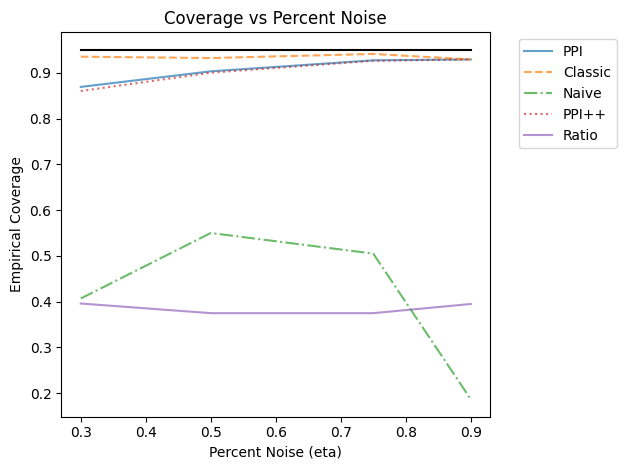 Coverage vs Percent Noise
Empirical Coverage
0.9
0.8
0.7
0.6
0.5
0.4
0.3
0.2
0.3
0.4
0.5
0.6
0.7
0.8
0.9
Percent Noise (eta)
PPI
Classic
Naive
PPI++
Ratio